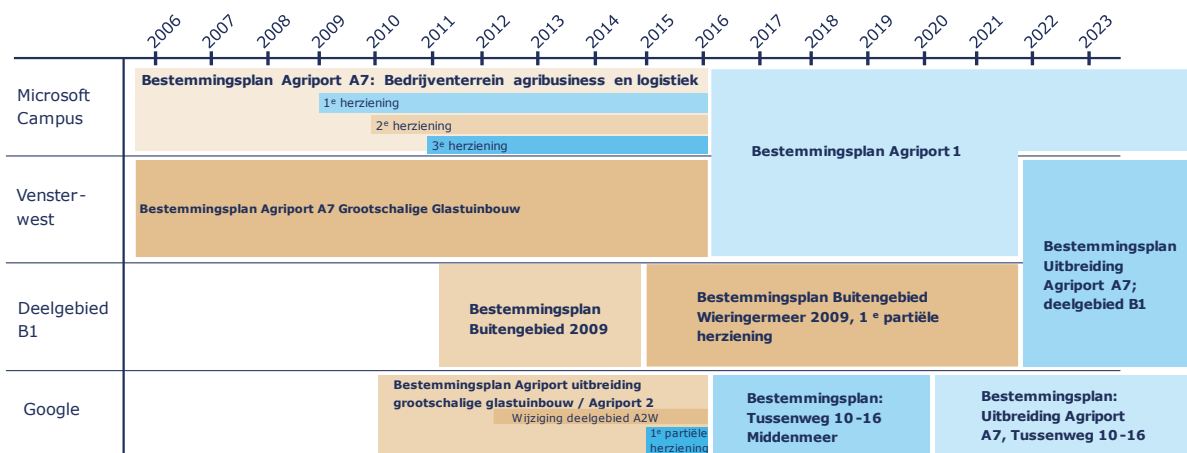 2006 2007 2008 2009 2010 2011 2012 2013 2014 2015 2016 2017 2018 2019 2020 2021 2022 2023
Microsoft
Campus
Bestemmingsplan Agriport A7: Bedrijventerrein agribusiness en logistiek
1e herziening
2e herziening
3e herziening
Bestemmingsplan Agriport 1
Venster-
west
Bestemmingsplan Agriport A7 Grootschalige Glastuinbouw
Bestemmingsplan
Uitbreiding
Agriport A7;
deelgebied B1
Deelgebied
B1
Bestemmingsplan
Buitengebied 2009
Bestemmingsplan Buitengebied
Wieringermeer 2009, 1 e partiële
herziening
Google
Bestemmingsplan Agriport uitbreiding
grootschalige glastuinbouw / Agriport 2
Wijziging deelgebied A2W
1e partiële
herziening
Bestemmingsplan:
Tussenweg 10-16
Middenmeer
Bestemmingsplan:
Uitbreiding Agriport
A7, Tussenweg 10-16